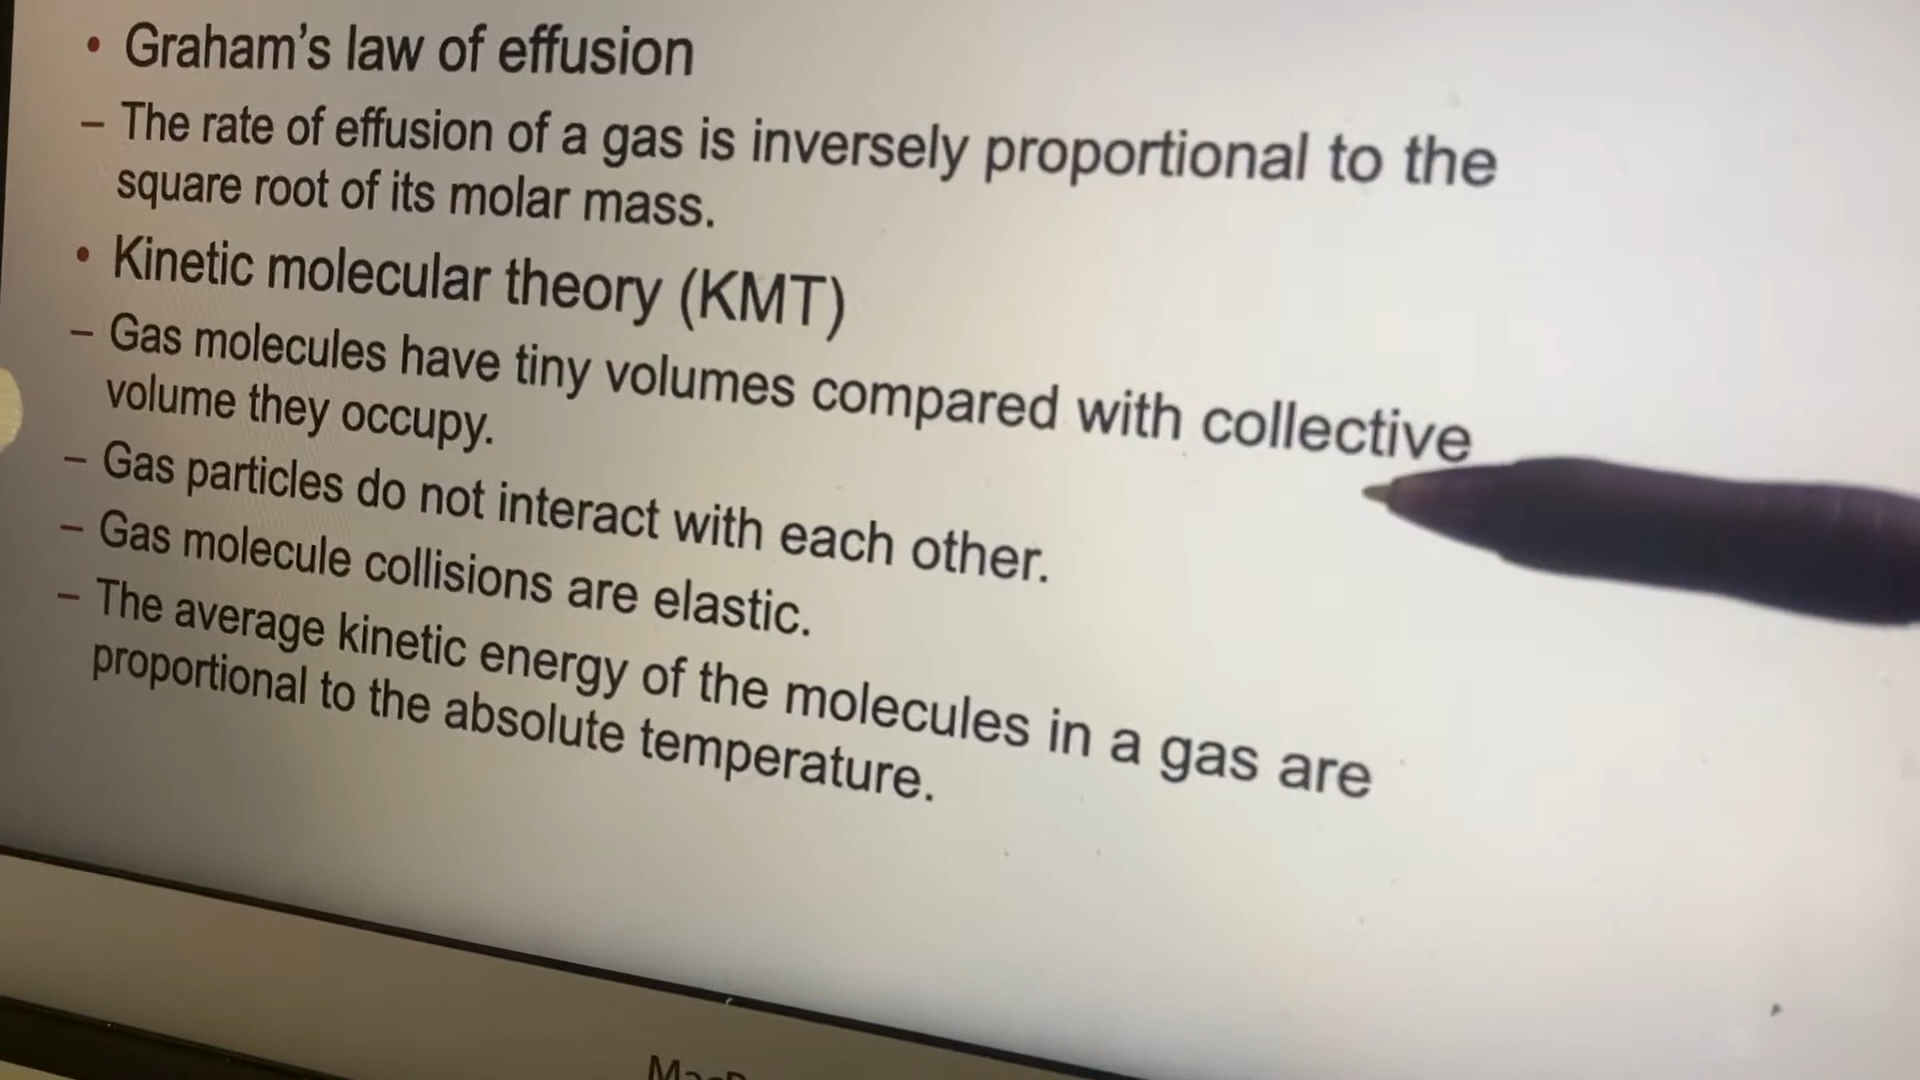 • Graham's law of effusion
– The rate of effusion of a gas is inversely proportional to the
square root of its molar mass.
• Kinetic molecular theory (KMT)
– Gas molecules have tiny volumes compared with collective
volume they occupy.
– Gas particles do not interact with each other.
– Gas molecule collisions are elastic.
– The average kinetic energy of the molecules in a gas are
proportional to the absolute temperature.